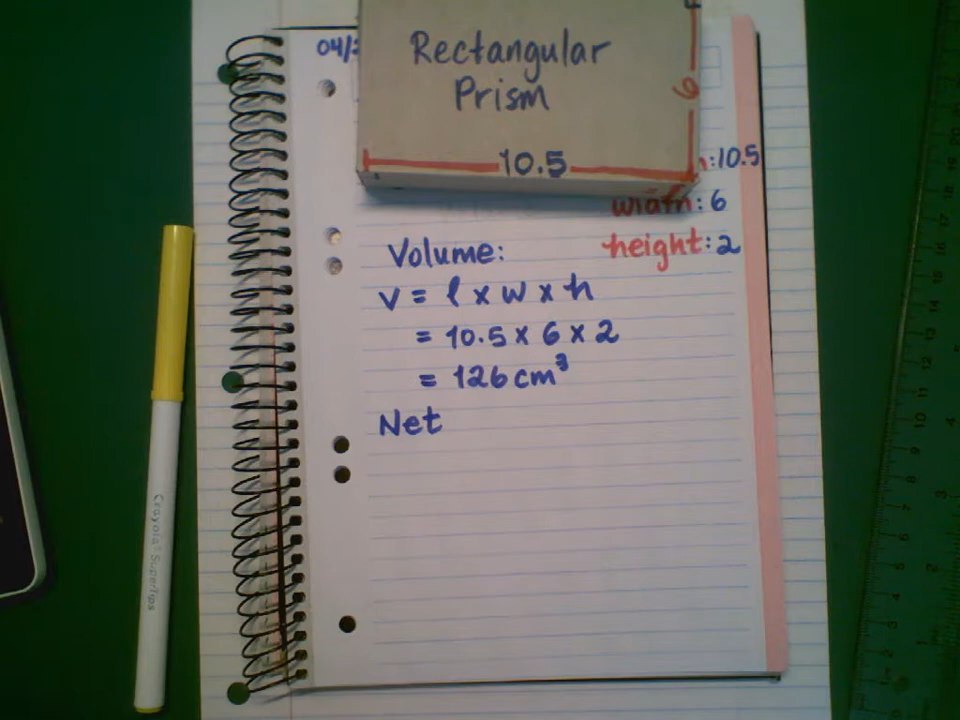 04/
Rectangular
Prism
6
10.5
h:10.5
width: 6
height: 2
Volume:
V = l x w x h
= 10.5 x 6 x 2
= 126 cm³
Net
Crayola SuperTips